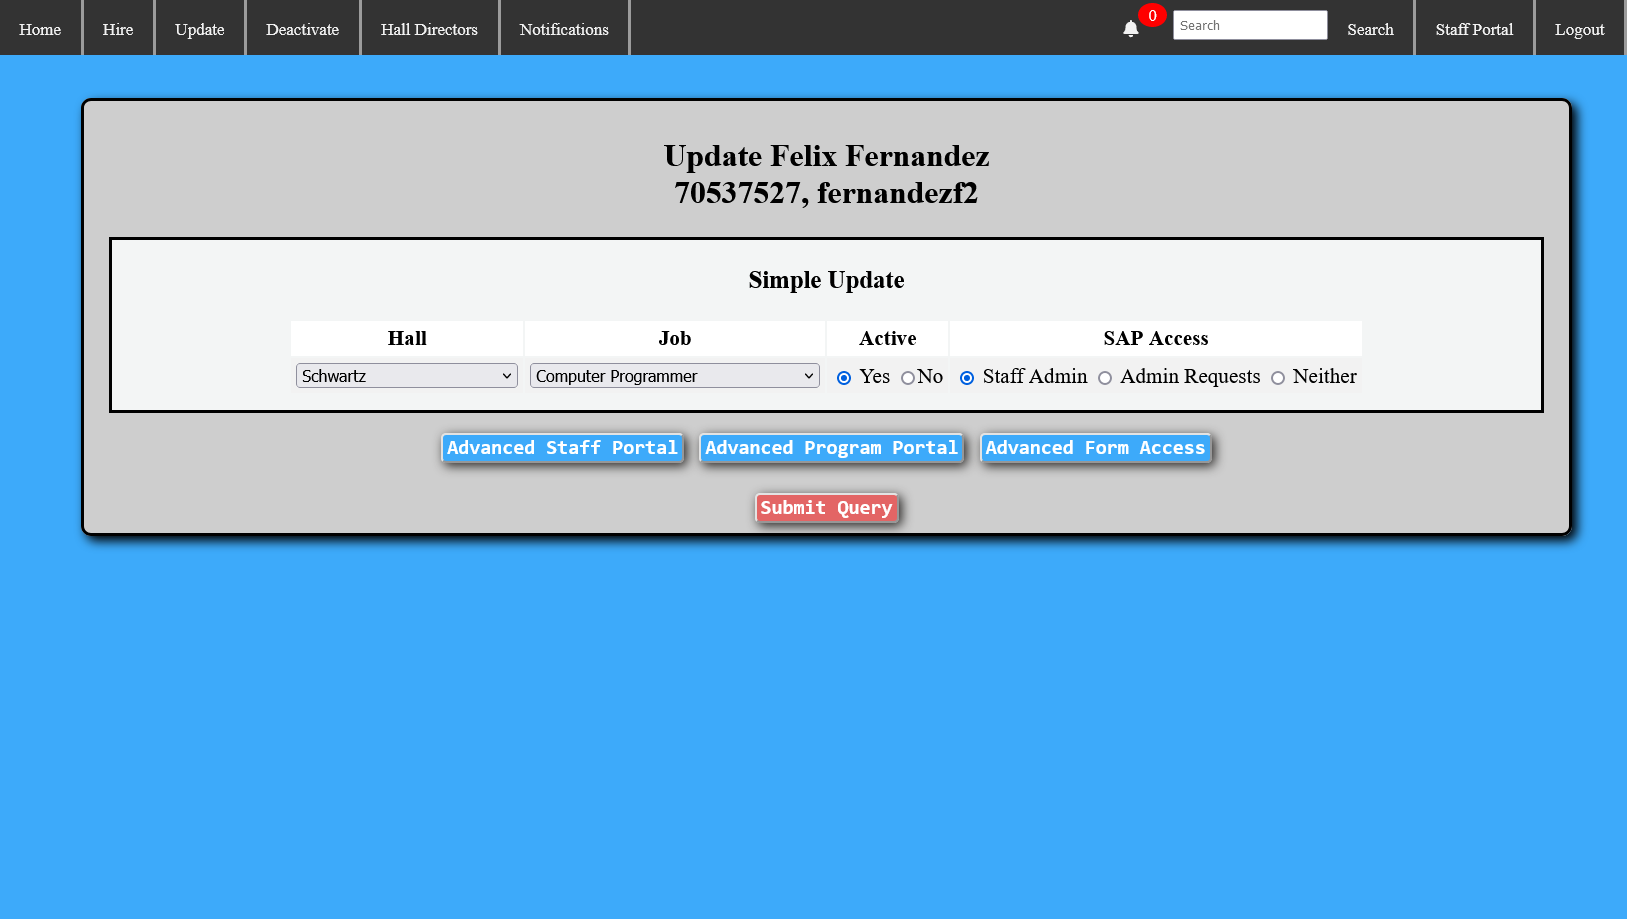 Home Hire Update Deactivate Hall Directors Notifications 0 Search Search Staff Portal Logout
Update Felix Fernandez
70537527, fernandezf2
Simple Update
Hall Job Active SAP Access
Schwartz Computer Programmer Yes No Staff Admin Admin Requests Neither
Advanced Staff Portal Advanced Program Portal Advanced Form Access
Submit Query